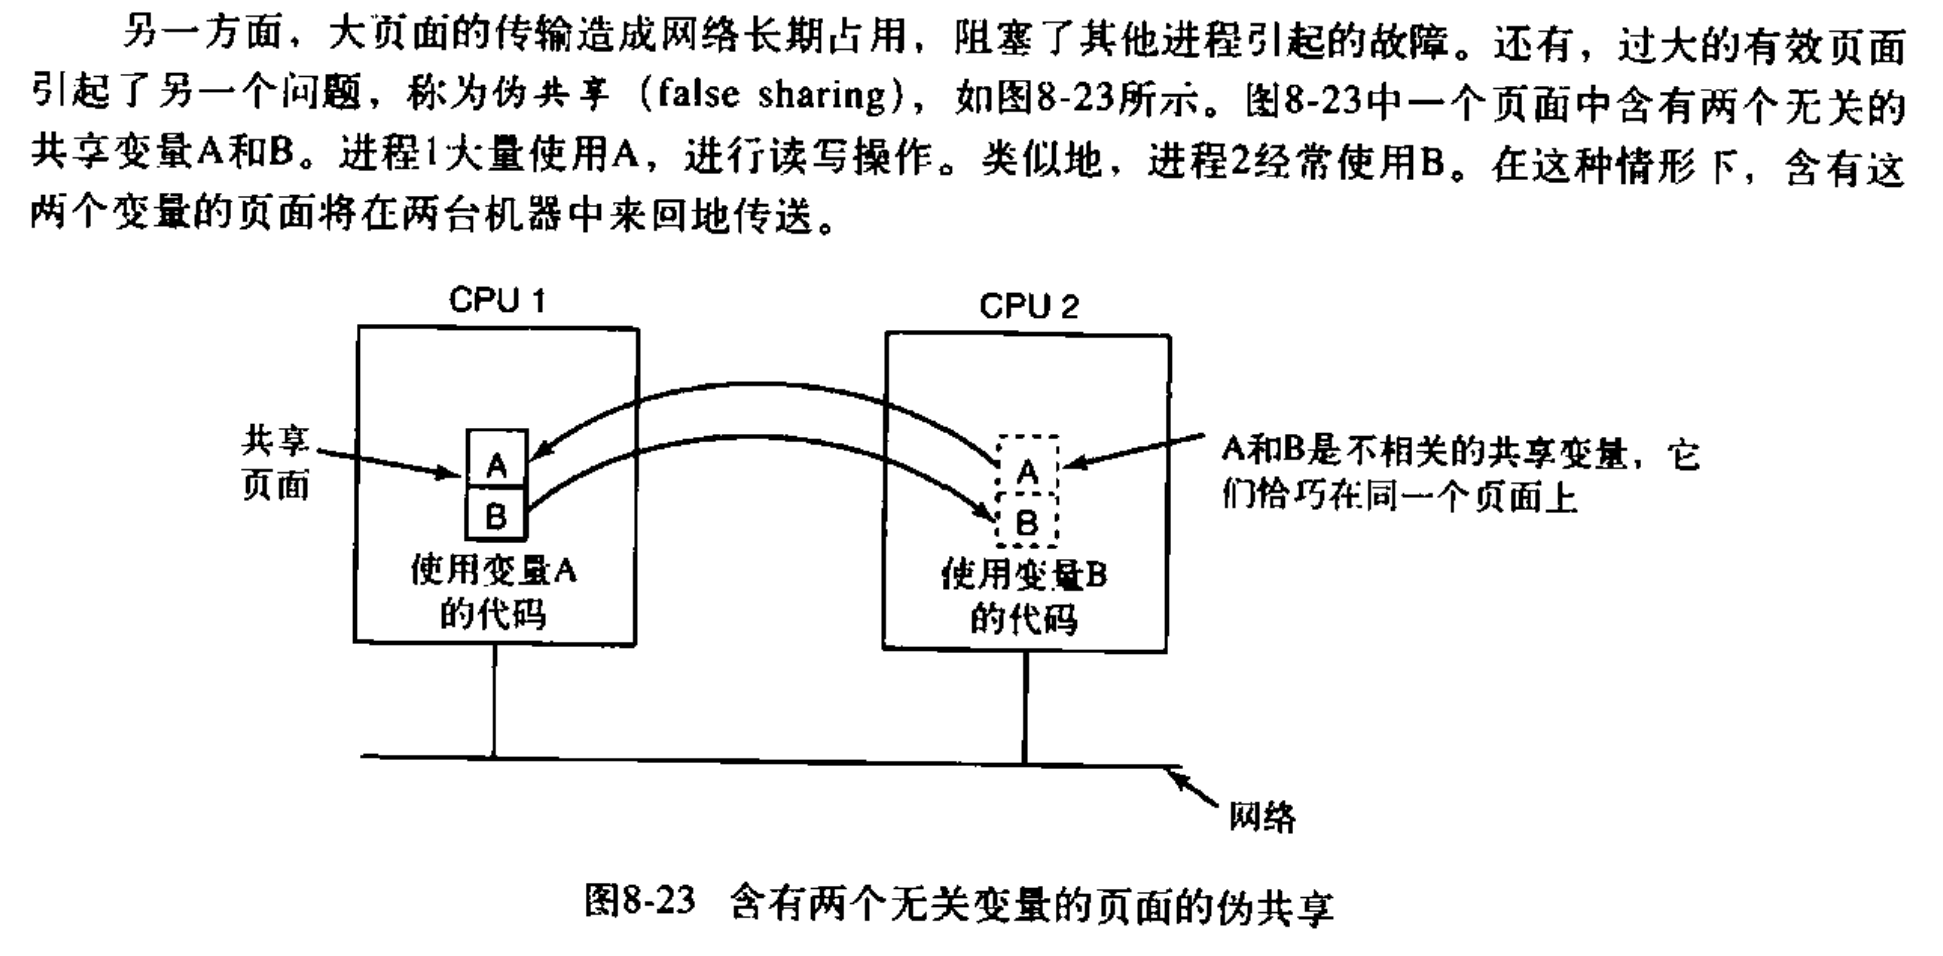 另一方面，大页面的传输造成网络长期占用，阻塞了其他进程引起的故障。还有，过大的有效页面
引起了另一个问题，称为伪共享（false sharing），如图8-23所示。图8-23中一个页面中含有两个无关的
共享变量A和B。进程1大量使用A，进行读写操作。类似地，进程2经常使用B。在这种情形下，含有这
两个变量的页面将在两台机器中来回地传送。
CPU 1
CPU 2
共享
页面
A
B
A
B
A和B是不相关的共享变量，它
们恰巧在同一个页面上
使用变量A
的代码
使用变量B
的代码
网络
图8-23 含有两个无关变量的页面的伪共享